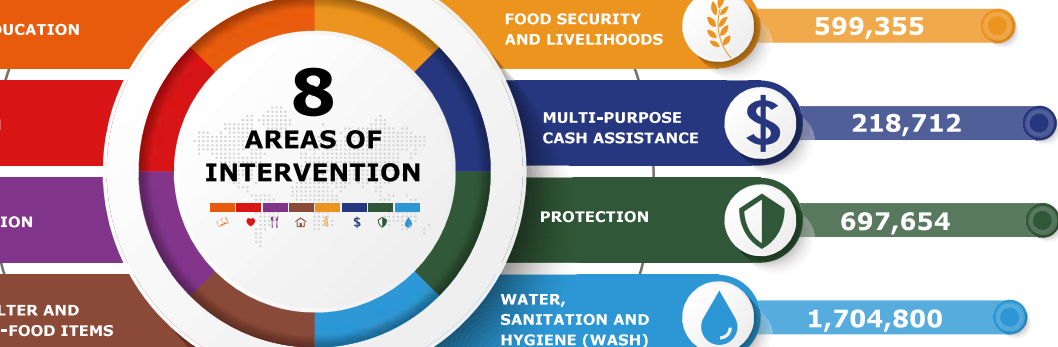 UCATION
ION
LTER AND
-FOOD ITEMS
8
AREAS OF
INTERVENTION
FOOD SECURITY
AND LIVELIHOODS
599,355
MULTI-PURPOSE
CASH ASSISTANCE
218,712
PROTECTION
697,654
WATER,
SANITATION AND
HYGIENE (WASH)
1,704,800